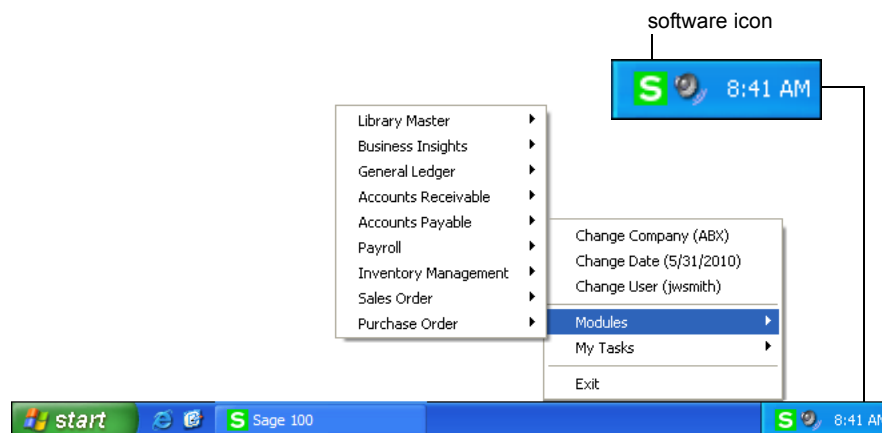 software icon
S 8:41 AM
Library Master
Business Insights
General Ledger
Accounts Receivable
Accounts Payable
Payroll
Inventory Management
Sales Order
Purchase Order
Change Company (ABX)
Change Date (5/31/2010)
Change User (jwsmith)
Modules
My Tasks
Exit
start S Sage 100 S 8:41 AM